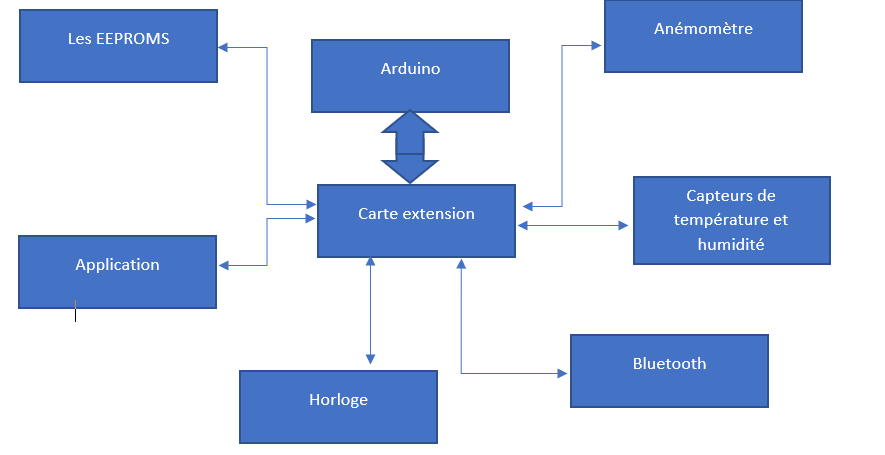 Les EEPROMS
Anémomètre
Arduino
Capteurs de
température et
humidité
Carte extension
Application
Bluetooth
Horloge